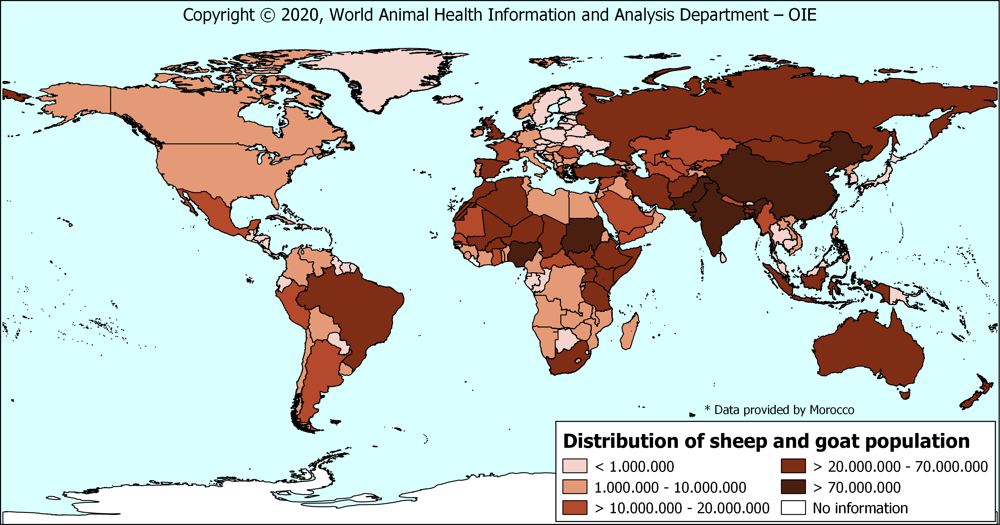 Copyright © 2020, World Animal Health Information and Analysis Department – OIE
*
* Data provided by Morocco
Distribution of sheep and goat population
< 1.000.000
1.000.000 - 10.000.000
> 10.000.000 - 20.000.000
> 20.000.000 - 70.000.000
> 70.000.000
No information